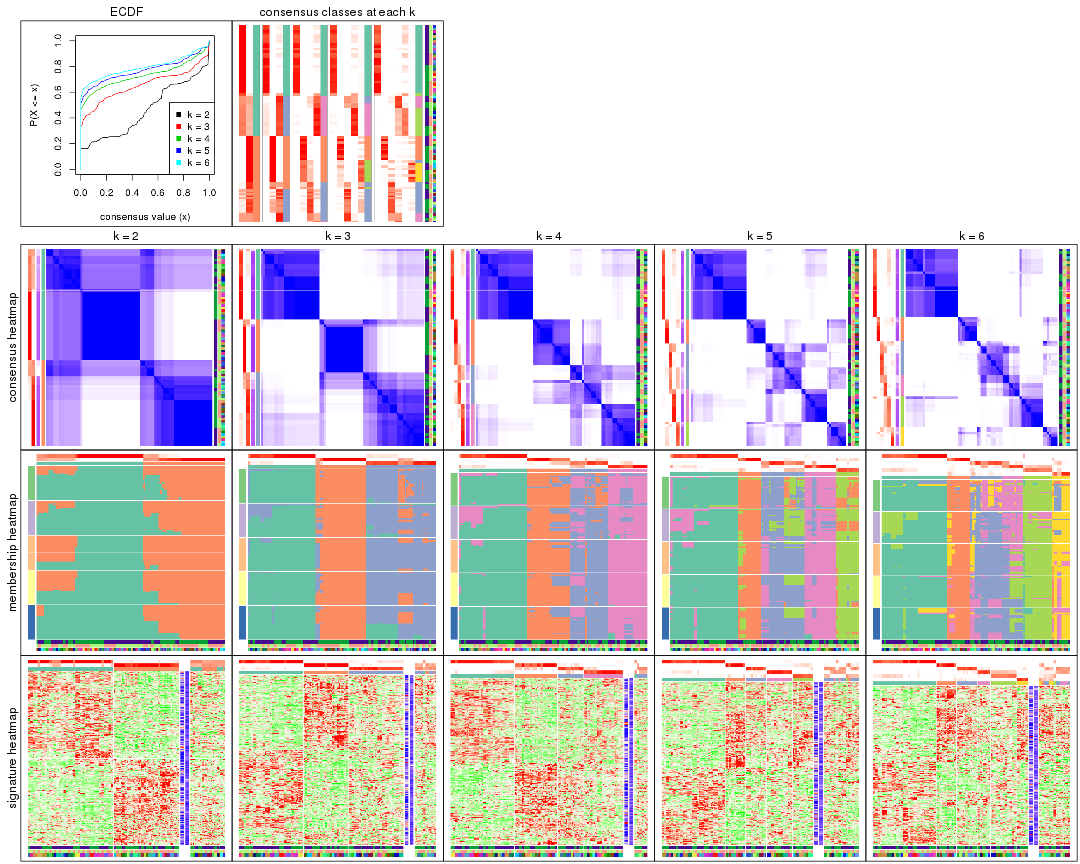 ECDF
consensus classes at each k
P(X <= x)
0.0
0.2
0.4
0.6
0.8
1.0
k = 2
k = 3
k = 4
k = 5
k = 6
0.0 0.2 0.4 0.6 0.8 1.0
consensus value (x)
k = 2
k = 3
k = 4
k = 5
k = 6
consensus heatmap
membership heatmap
signature heatmap